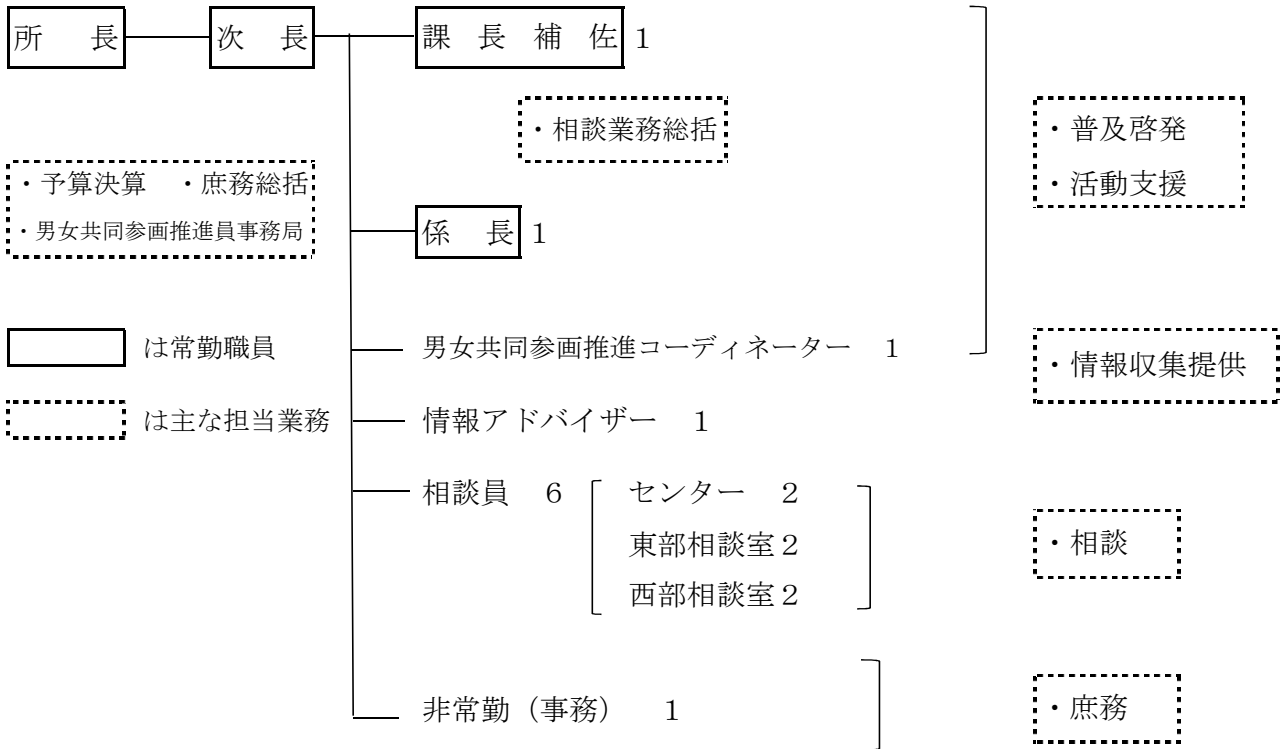 所　長　次　長　課　長　補　佐 1
・相談業務総括
・普及啓発
・活動支援
・予算決算　・庶務総括
・男女共同参画推進員事務局
係　長 1
は常勤職員
男女共同参画推進コーディネーター　1
・情報収集提供
は主な担当業務
情報アドバイザー　1
相談員　6
センター　2
東部相談室２
西部相談室２
・相談
非常勤（事務）　1
・庶務